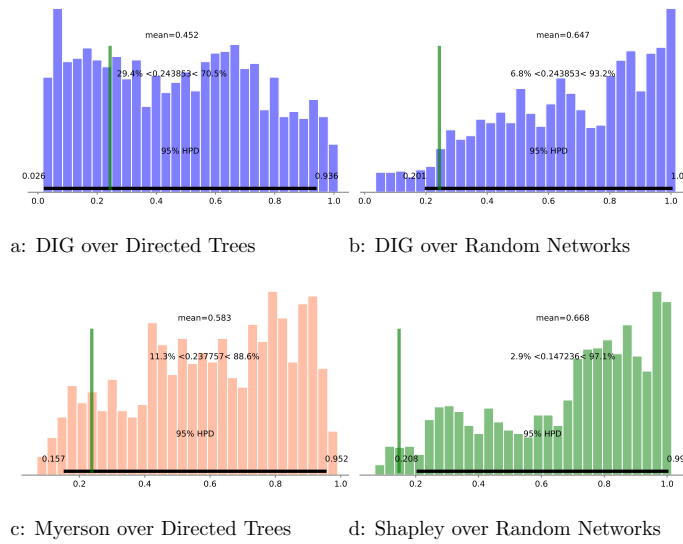 mean=0.452
29.4% <0.243853< 70.5%
95% HPD
0.026
0.936
0.0 0.2 0.4 0.6 0.8 1.0
mean=0.647
6.8% <0.243853< 93.2%
95% HPD
0.201
1.0
0.0 0.2 0.4 0.6 0.8 1.0
a: DIG over Directed Trees
b: DIG over Random Networks
mean=0.583
11.3% <0.237757< 88.6%
95% HPD
0.157
0.952
0.2 0.4 0.6 0.8 1.0
mean=0.668
2.9% <0.147236< 97.1%
95% HPD
0.208
0.99
0.2 0.4 0.6 0.8 1.0
c: Myerson over Directed Trees
d: Shapley over Random Networks